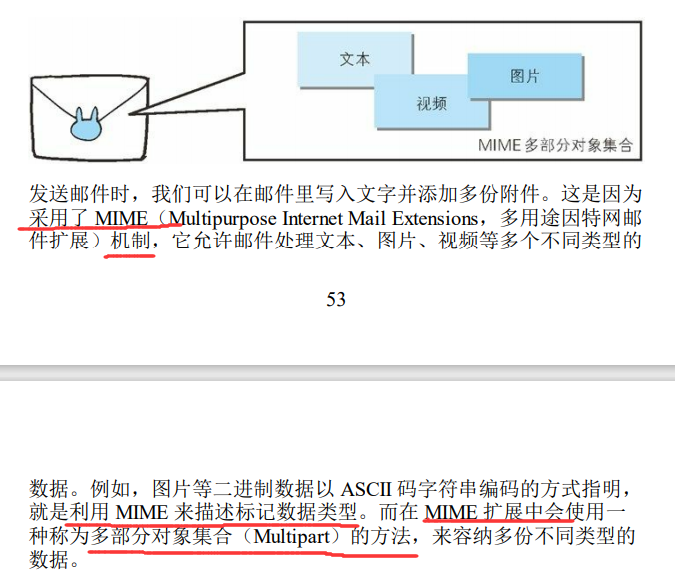 文本
视频
图片
MIME多部分对象集合
发送邮件时，我们可以在邮件里写入文字并添加多份附件。这是因为
采用了 MIME（Multipurpose Internet Mail Extensions，多用途因特网邮
件扩展）机制，它允许邮件处理文本、图片、视频等多个不同类型的
53
数据。例如，图片等二进制数据以 ASCII 码字符串编码的方式指明，
就是利用 MIME 来描述标记数据类型。而在 MIME 扩展中会使用一
种称为多部分对象集合（Multipart）的方法，来容纳多份不同类型的
数据。